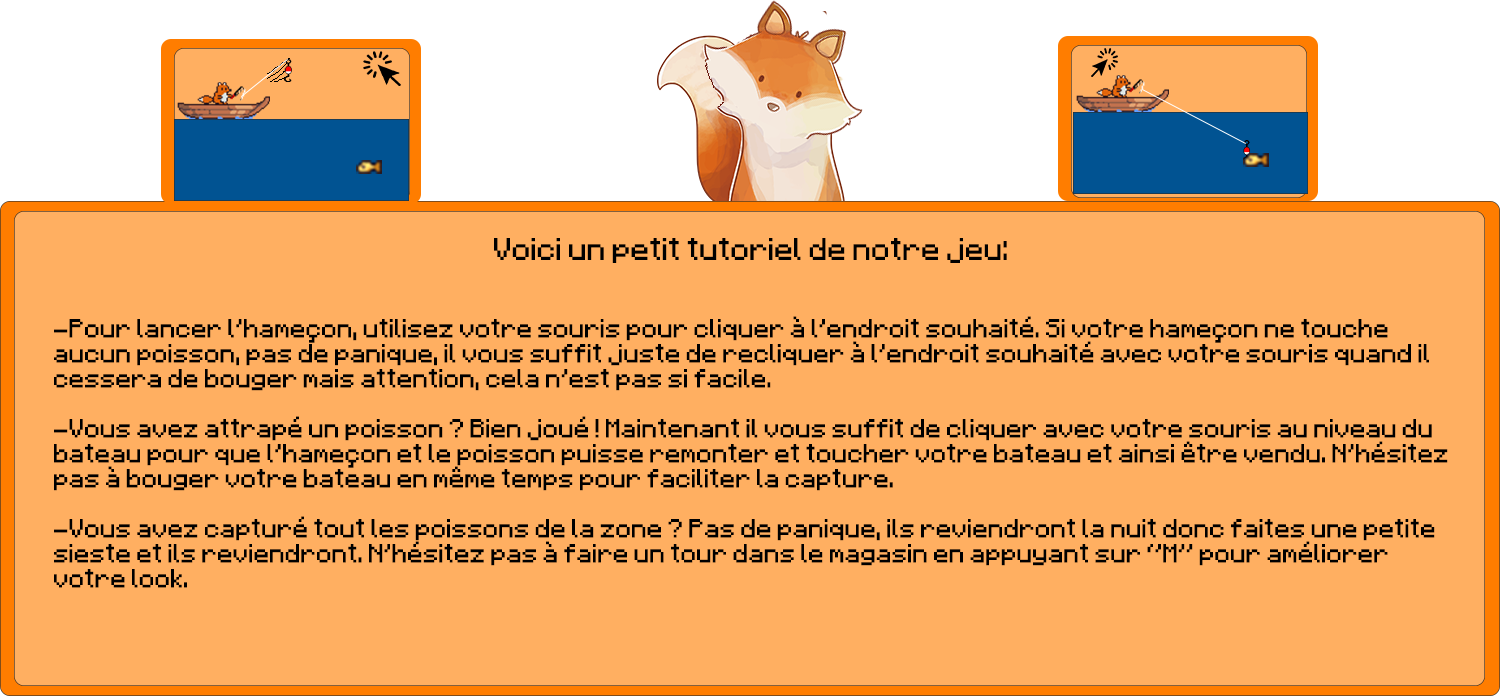 Voici un petit tutoriel de notre jeu:
-Pour lancer l'hameçon, utilisez votre souris pour cliquer à l'endroit souhaité. Si votre hameçon ne touche
aucun poisson, pas de panique, il vous suffit juste de recliquer à l'endroit souhaité avec votre souris quand il
cessera de bouger mais attention, cela n'est pas si facile.
-Vous avez attrapé un poisson ? Bien joué ! Maintenant il vous suffit de cliquer avec votre souris au niveau du
bateau pour que l'hameçon et le poisson puisse remonter et toucher votre bateau et ainsi être vendu. N'hésitez
pas à bouger votre bateau en même temps pour faciliter la capture.
-Vous avez capturé tout les poissons de la zone ? Pas de panique, ils reviendront la nuit donc faites une petite
sieste et ils reviendront. N'hésitez pas à faire un tour dans le magasin en appuyant sur "M" pour améliorer
votre look.